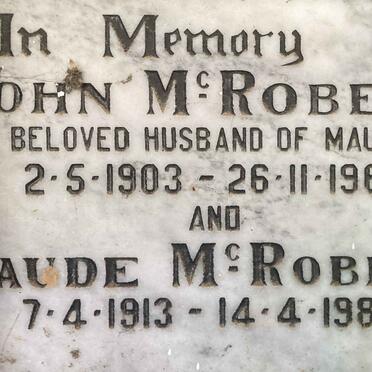 In Memory
OHN McROBE
BELOVED HUSBAND OF MAU
2-5-1903 - 26-11-196
AND
AUDE McROB
7-4-1913 - 14-4-198